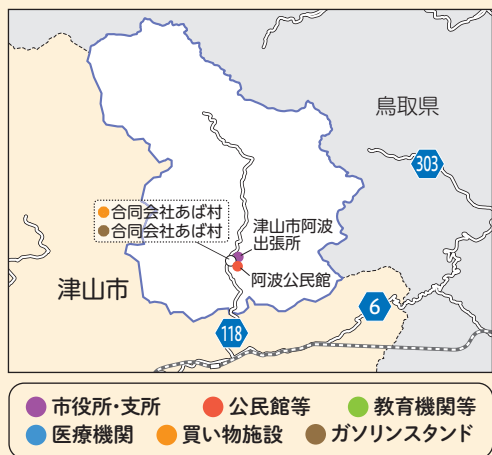 鳥取県
303
合同会社あば村
合同会社あば村
津山市阿波
出張所
阿波公民館
津山市
6
118
市役所・支所
公民館等
教育機関等
医療機関
買い物施設
ガソリンスタンド